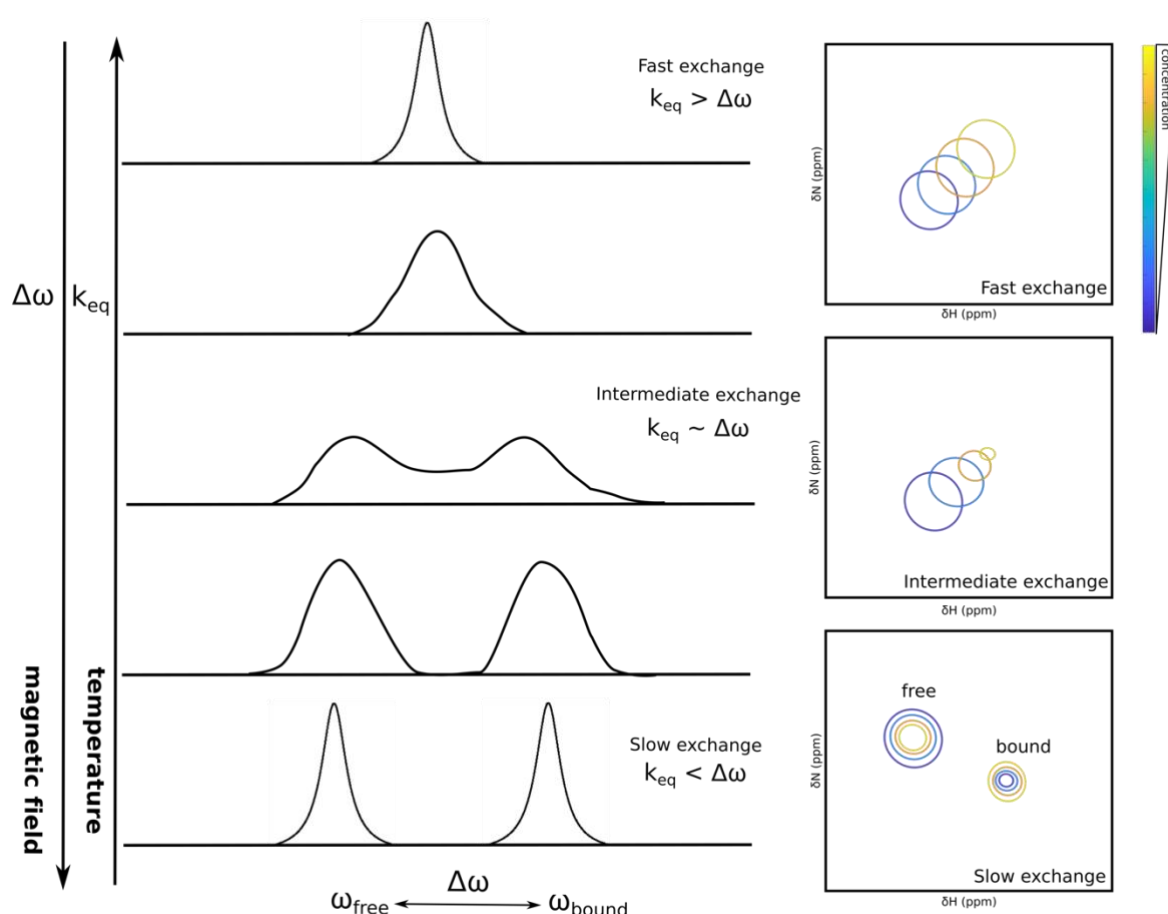 Δω
k_eq
magnetic field
temperature
Fast exchange
k_eq > Δω
Intermediate exchange
k_eq ~ Δω
Slow exchange
k_eq < Δω
Δω
ω_free
ω_bound
δN (ppm)
Fast exchange
δH (ppm)
concentration
δN (ppm)
Intermediate exchange
δH (ppm)
δN (ppm)
free
bound
Slow exchange
δH (ppm)